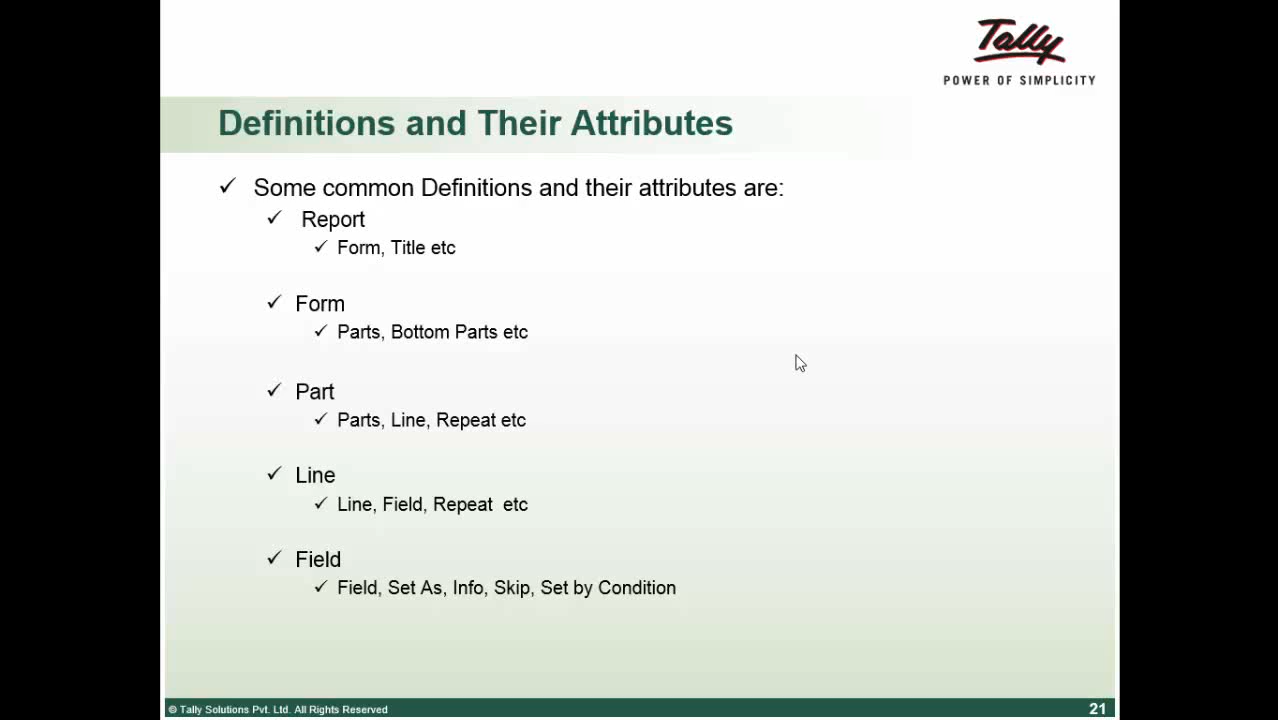 Tally
POWER OF SIMPLICITY
Definitions and Their Attributes
Some common Definitions and their attributes are:
Report
Form, Title etc
Form
Parts, Bottom Parts etc
Part
Parts, Line, Repeat etc
Line
Line, Field, Repeat etc
Field
Field, Set As, Info, Skip, Set by Condition
© Tally Solutions Pvt. Ltd. All Rights Reserved
21